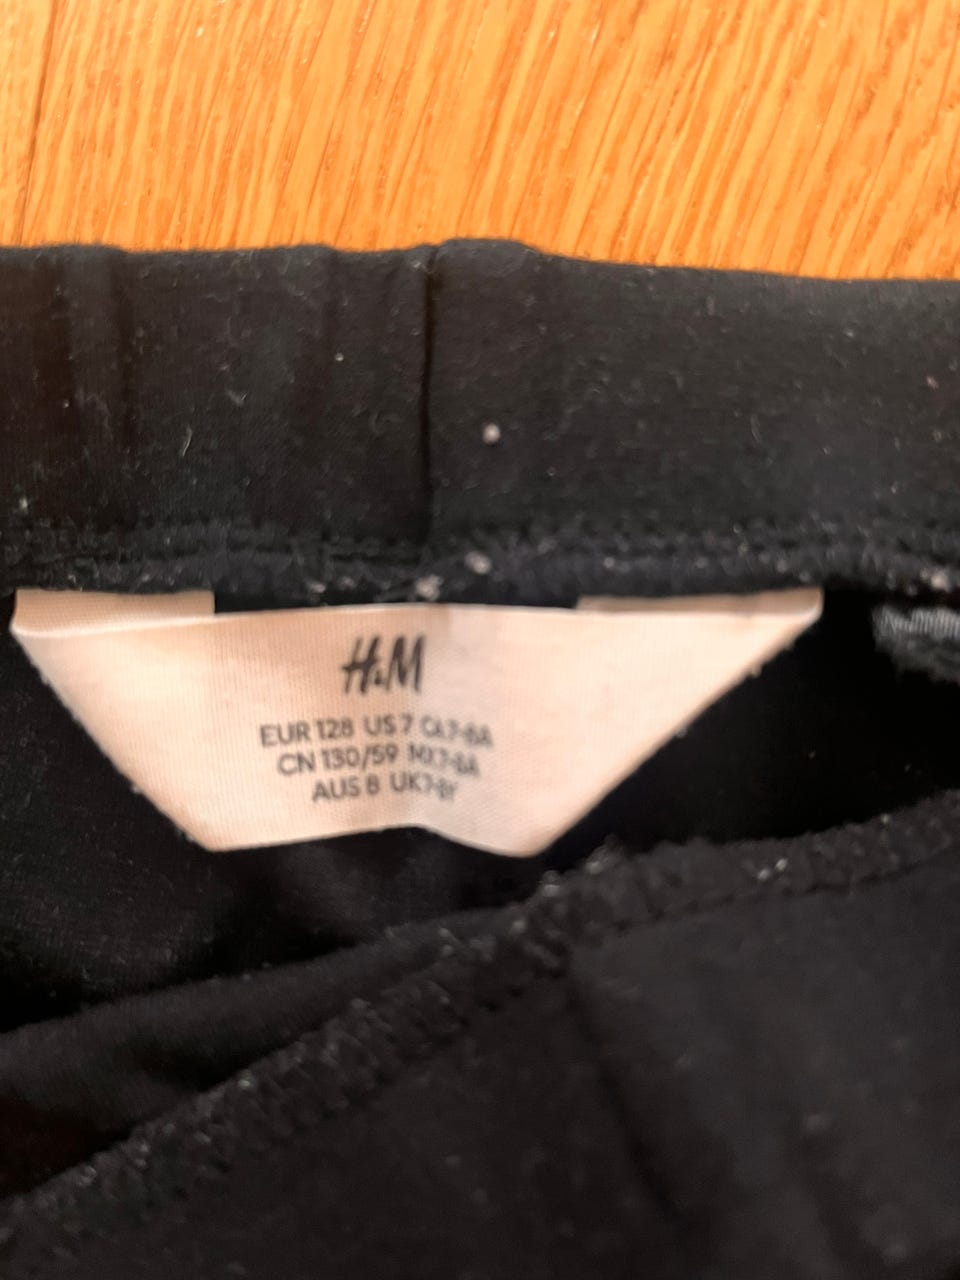 H&M
EUR 128 US 7 CA 7-8A
CN 130/59 MX 7-8A
AUS 8 UK 7-8Y